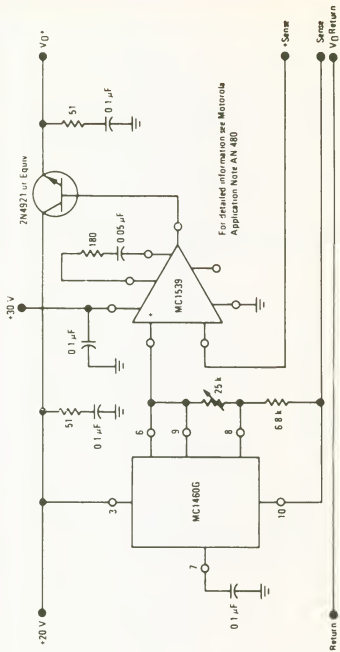 +20 V
+30 V
2N4921 or Equiv
VO+
51
0 1 µF
3
0 1 µF
180
0 05 µF
51
0 1 µF
MC1460G
7
0 1 µF
6
9
8
10
25 k
6.8 k
+
MC1539
For detailed information see Motorola
Application Note AN 480
+Sense
Sense
Return
VO Return